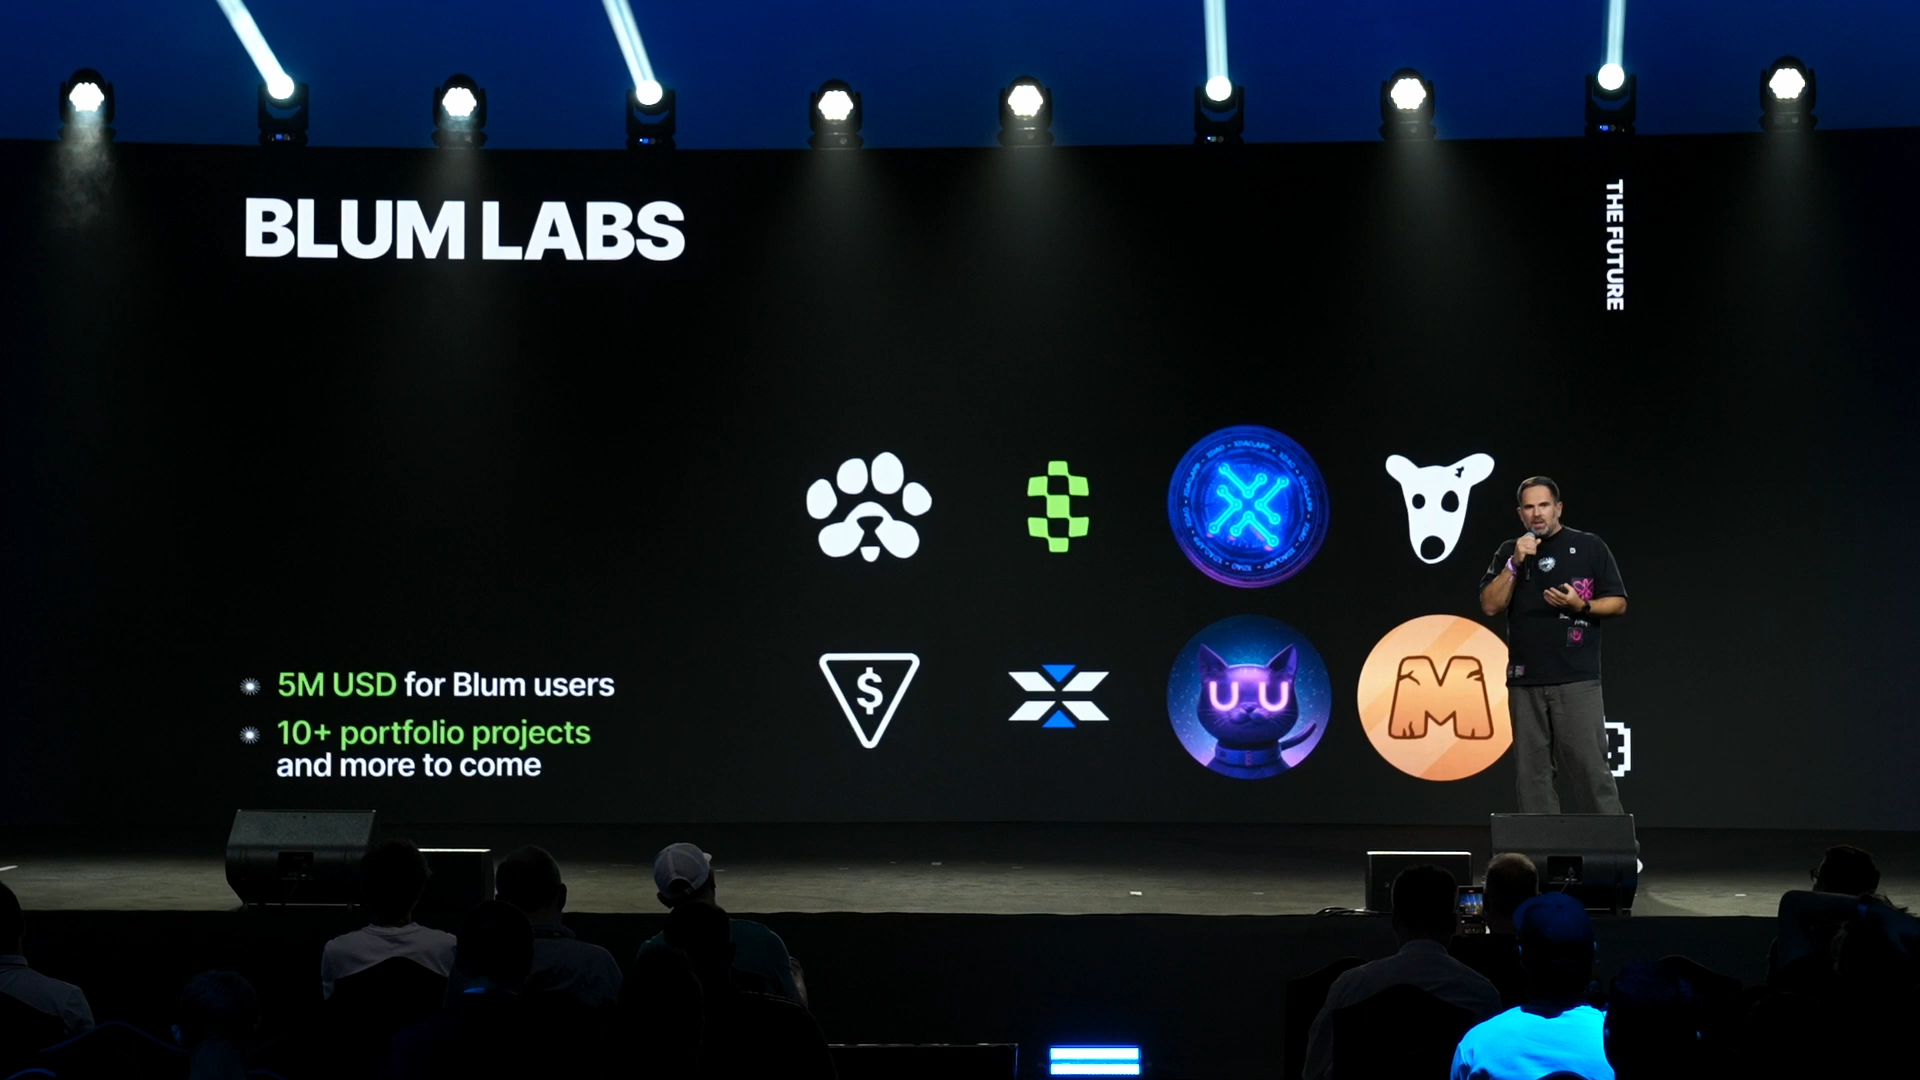 BLUM LABS
THE FUTURE
5M USD for Blum users
10+ portfolio projects
and more to come
$
M